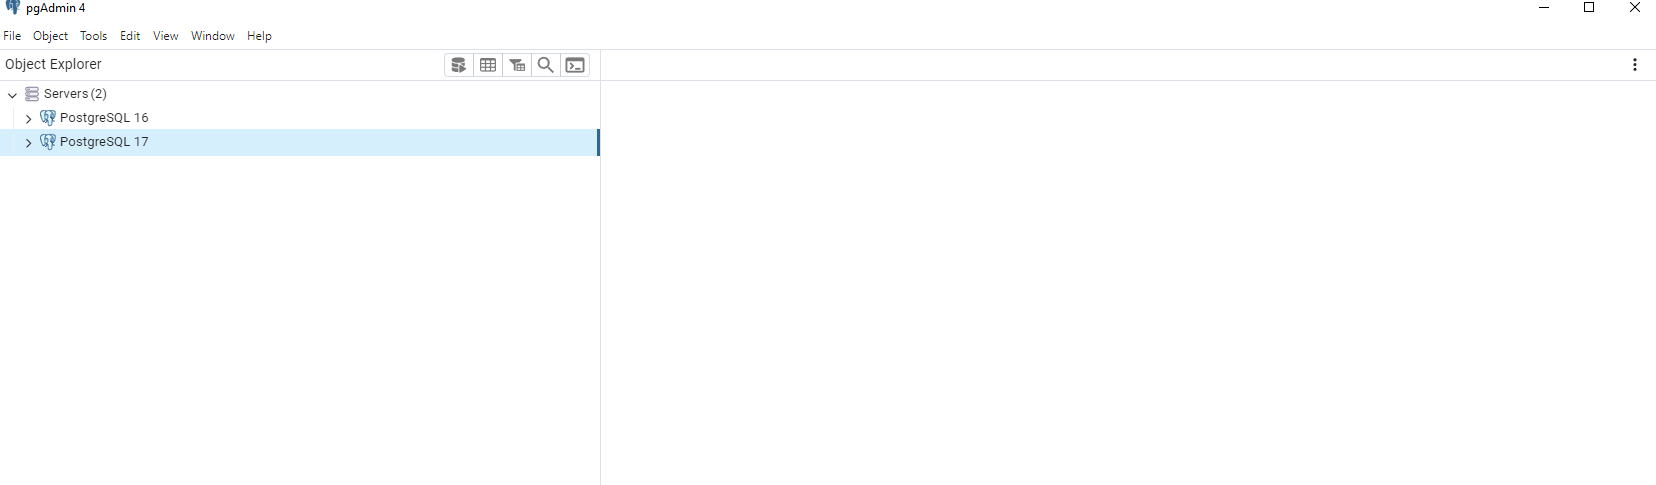 pgAdmin 4
File Object Tools Edit View Window Help
Object Explorer
Servers (2)
PostgreSQL 16
PostgreSQL 17